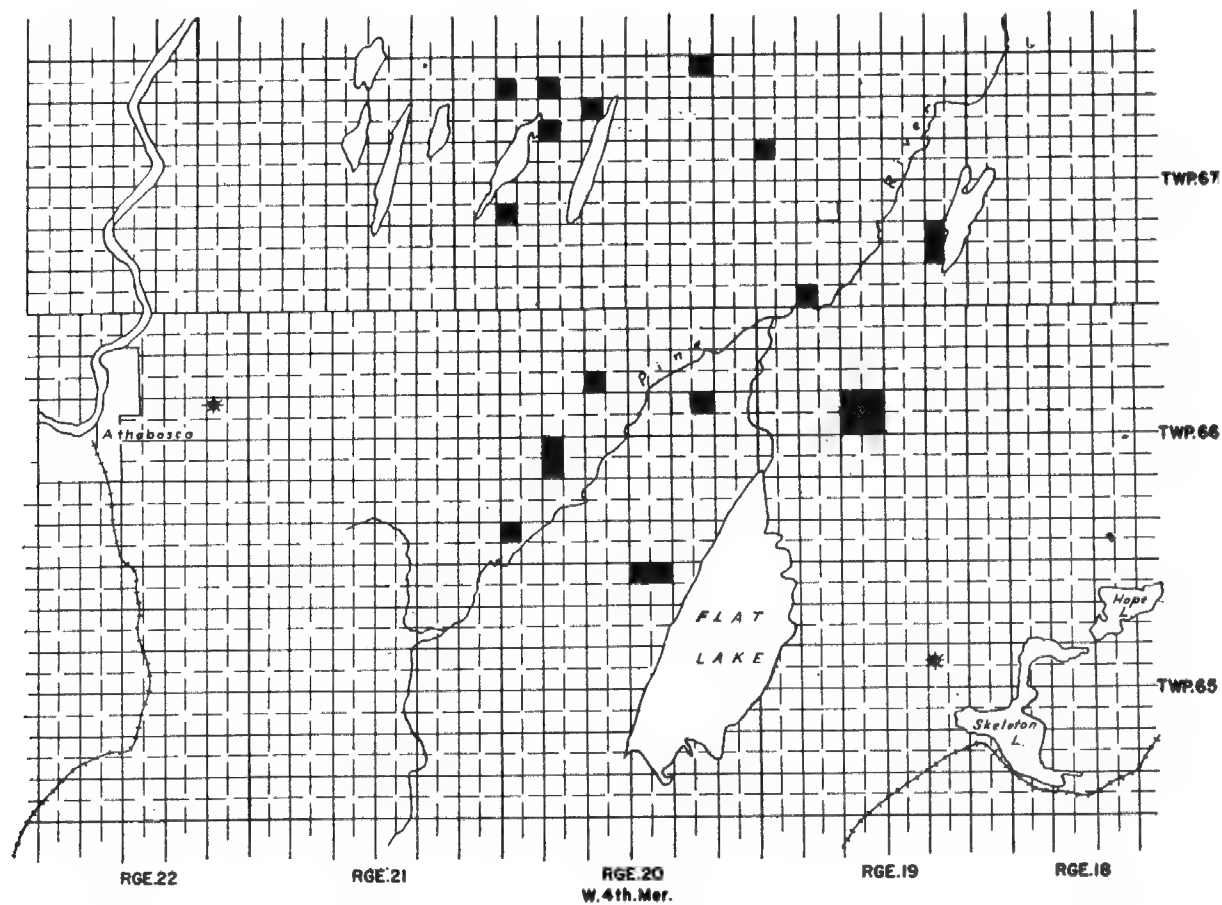 River
TWP.67
Pine
Athabasca
TWP.66
Hope
L.
FLAT
LAKE
TWP.65
Skeleton
L.
RGE.22
RGE.21
RGE.20
RGE.19
RGE.18
W.4th.Mer.